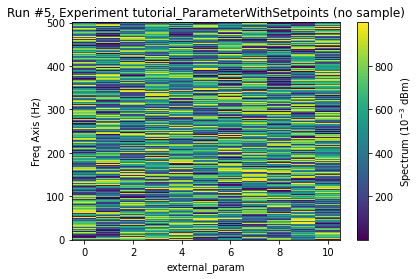 Run #5, Experiment tutorial_ParameterWithSetpoints (no sample)
500
400
300
200
100
0
Freq Axis (Hz)
0 2 4 6 8 10
external_param
800
600
400
200
Spectrum (10⁻³ dBm)